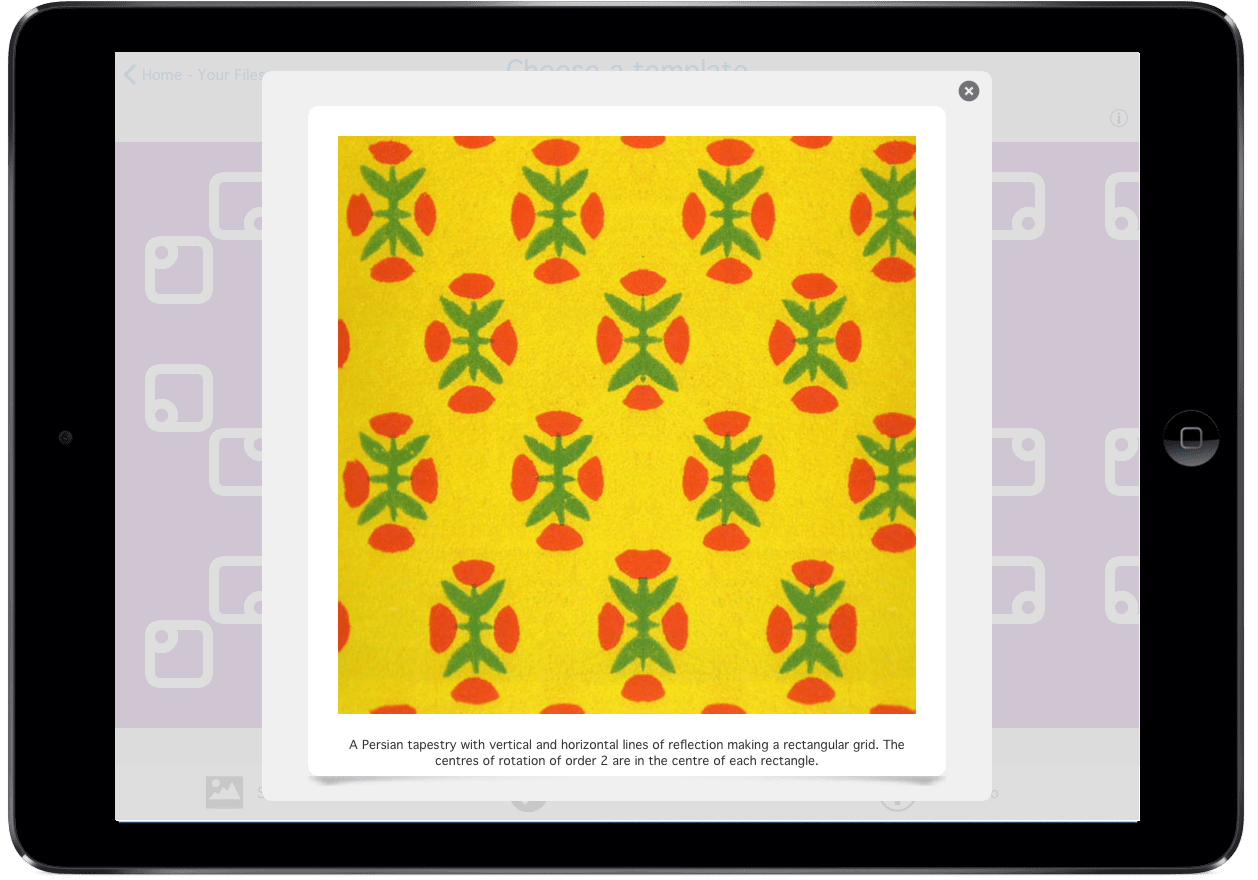 Home - Your Files
Choose a template
A Persian tapestry with vertical and horizontal lines of reflection making a rectangular grid. The
centres of rotation of order 2 are in the centre of each rectangle.